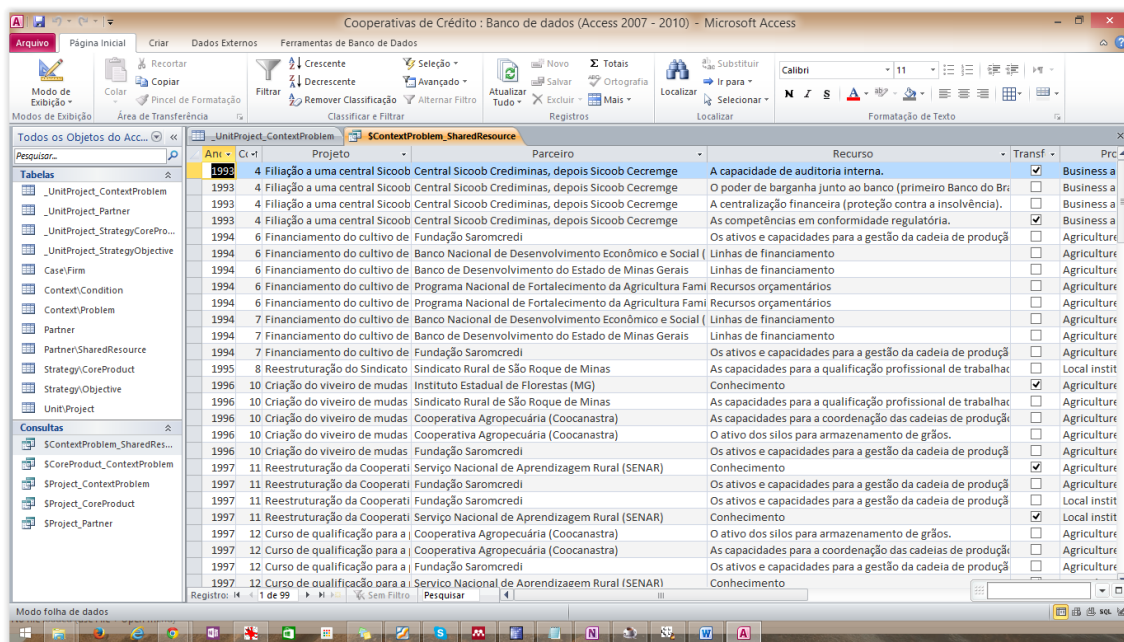 Cooperativas de Crédito : Banco de dados (Access 2007 - 2010) - Microsoft Access
Arquivo Página Inicial Criar Dados Externos Ferramentas de Banco de Dados
Modo de Exibição
Colar
Recortar
Copiar
Pincel de Formatação
Filtrar
Crescente
Decrescente
Remover Classificação
Seleção
Avançado
Alternar Filtro
Atualizar Tudo
Novo
Salvar
Excluir
Totais
Ortografia
Mais
Localizar
Substituir
Ir para
Selecionar
Calibri 11
N I S
Modos de Exibição Área de Transferência Classificar e Filtrar Registros Localizar Formatação de Texto
Todos os Objetos do Acc...
Pesquisar...
Tabelas
_UnitProject_ContextProblem
_UnitProject_Partner
_UnitProject_StrategyCorePro...
_UnitProject_StrategyObjective
Case\Firm
Context\Condition
Context\Problem
Partner
Partner\SharedResource
Strategy\CoreProduct
Strategy\Objective
Unit\Project
Consultas
$ContextProblem_SharedRes...
$CoreProduct_ContextProblem
$Project_ContextProblem
$Project_CoreProduct
$Project_Partner
_UnitProject_ContextProblem $ContextProblem_SharedResource
Projeto Parceiro Recurso Transf
1993 4 Filiação a uma central Sicoob Central Sicoob Crediminas, depois Sicoob Cecremge A capacidade de auditoria interna. Business a
1993 4 Filiação a uma central Sicoob Central Sicoob Crediminas, depois Sicoob Cecremge O poder de barganha junto ao banco (primeiro Banco do Bra Business a
1993 4 Filiação a uma central Sicoob Central Sicoob Crediminas, depois Sicoob Cecremge A centralização financeira (proteção contra a insolvência). Business a
1993 4 Filiação a uma central Sicoob Central Sicoob Crediminas, depois Sicoob Cecremge As competências em conformidade regulatória. Business a
1994 6 Financiamento do cultivo de Fundação Saromcredi Os ativos e capacidades para a gestão da cadeia de produçã Agriculture
1994 6 Financiamento do cultivo de Banco Nacional de Desenvolvimento Econômico e Social ( Linhas de financiamento Agriculture
1994 6 Financiamento do cultivo de Banco de Desenvolvimento do Estado de Minas Gerais Linhas de financiamento Agriculture
1994 6 Financiamento do cultivo de Programa Nacional de Fortalecimento da Agricultura Fami Recursos orçamentários Agriculture
1994 6 Financiamento do cultivo de Programa Nacional de Fortalecimento da Agricultura Fami Recursos orçamentários Agriculture
1994 7 Financiamento do cultivo de Banco Nacional de Desenvolvimento Econômico e Social ( Linhas de financiamento Agriculture
1994 7 Financiamento do cultivo de Banco de Desenvolvimento do Estado de Minas Gerais Linhas de financiamento Agriculture
1994 7 Financiamento do cultivo de Fundação Saromcredi Os ativos e capacidades para a gestão da cadeia de produçã Agriculture
1995 8 Reestruturação do Sindicato Sindicato Rural de São Roque de Minas As capacidades para a qualificação profissional de trabalhad Local instit
1996 10 Criação do viveiro de mudas Instituto Estadual de Florestas (MG) Conhecimento Agriculture
1996 10 Criação do viveiro de mudas Sindicato Rural de São Roque de Minas As capacidades para a qualificação profissional de trabalhad Agriculture
1996 10 Criação do viveiro de mudas Cooperativa Agropecuária (Coocanastra) As capacidades para a coordenação das cadeias de produçã Agriculture
1996 10 Criação do viveiro de mudas Cooperativa Agropecuária (Coocanastra) O ativo dos silos para armazenamento de grãos. Agriculture
1996 10 Criação do viveiro de mudas Fundação Saromcredi Os ativos e capacidades para a gestão da cadeia de produçã Agriculture
1997 11 Reestruturação da Cooperati Serviço Nacional de Aprendizagem Rural (SENAR) Conhecimento Agriculture
1997 11 Reestruturação da Cooperati Fundação Saromcredi Os ativos e capacidades para a gestão da cadeia de produçã Agriculture
1997 11 Reestruturação da Cooperati Fundação Saromcredi Os ativos e capacidades para a gestão da cadeia de produçã Local instit
1997 11 Reestruturação da Cooperati Serviço Nacional de Aprendizagem Rural (SENAR) Conhecimento Local instit
1997 12 Curso de qualificação para a Cooperativa Agropecuária (Coocanastra) O ativo dos silos para armazenamento de grãos. Agriculture
1997 12 Curso de qualificação para a Cooperativa Agropecuária (Coocanastra) As capacidades para a coordenação das cadeias de produçã Agriculture
1997 12 Curso de qualificação para a Fundação Saromcredi Os ativos e capacidades para a gestão da cadeia de produçã Agriculture
1997 12 Curso de qualificação para a Serviço Nacional de Aprendizagem Rural (SENAR) Conhecimento Agriculture
Registro: 1 de 99 Sem Filtro Pesquisar
Modo folha de dados SQL